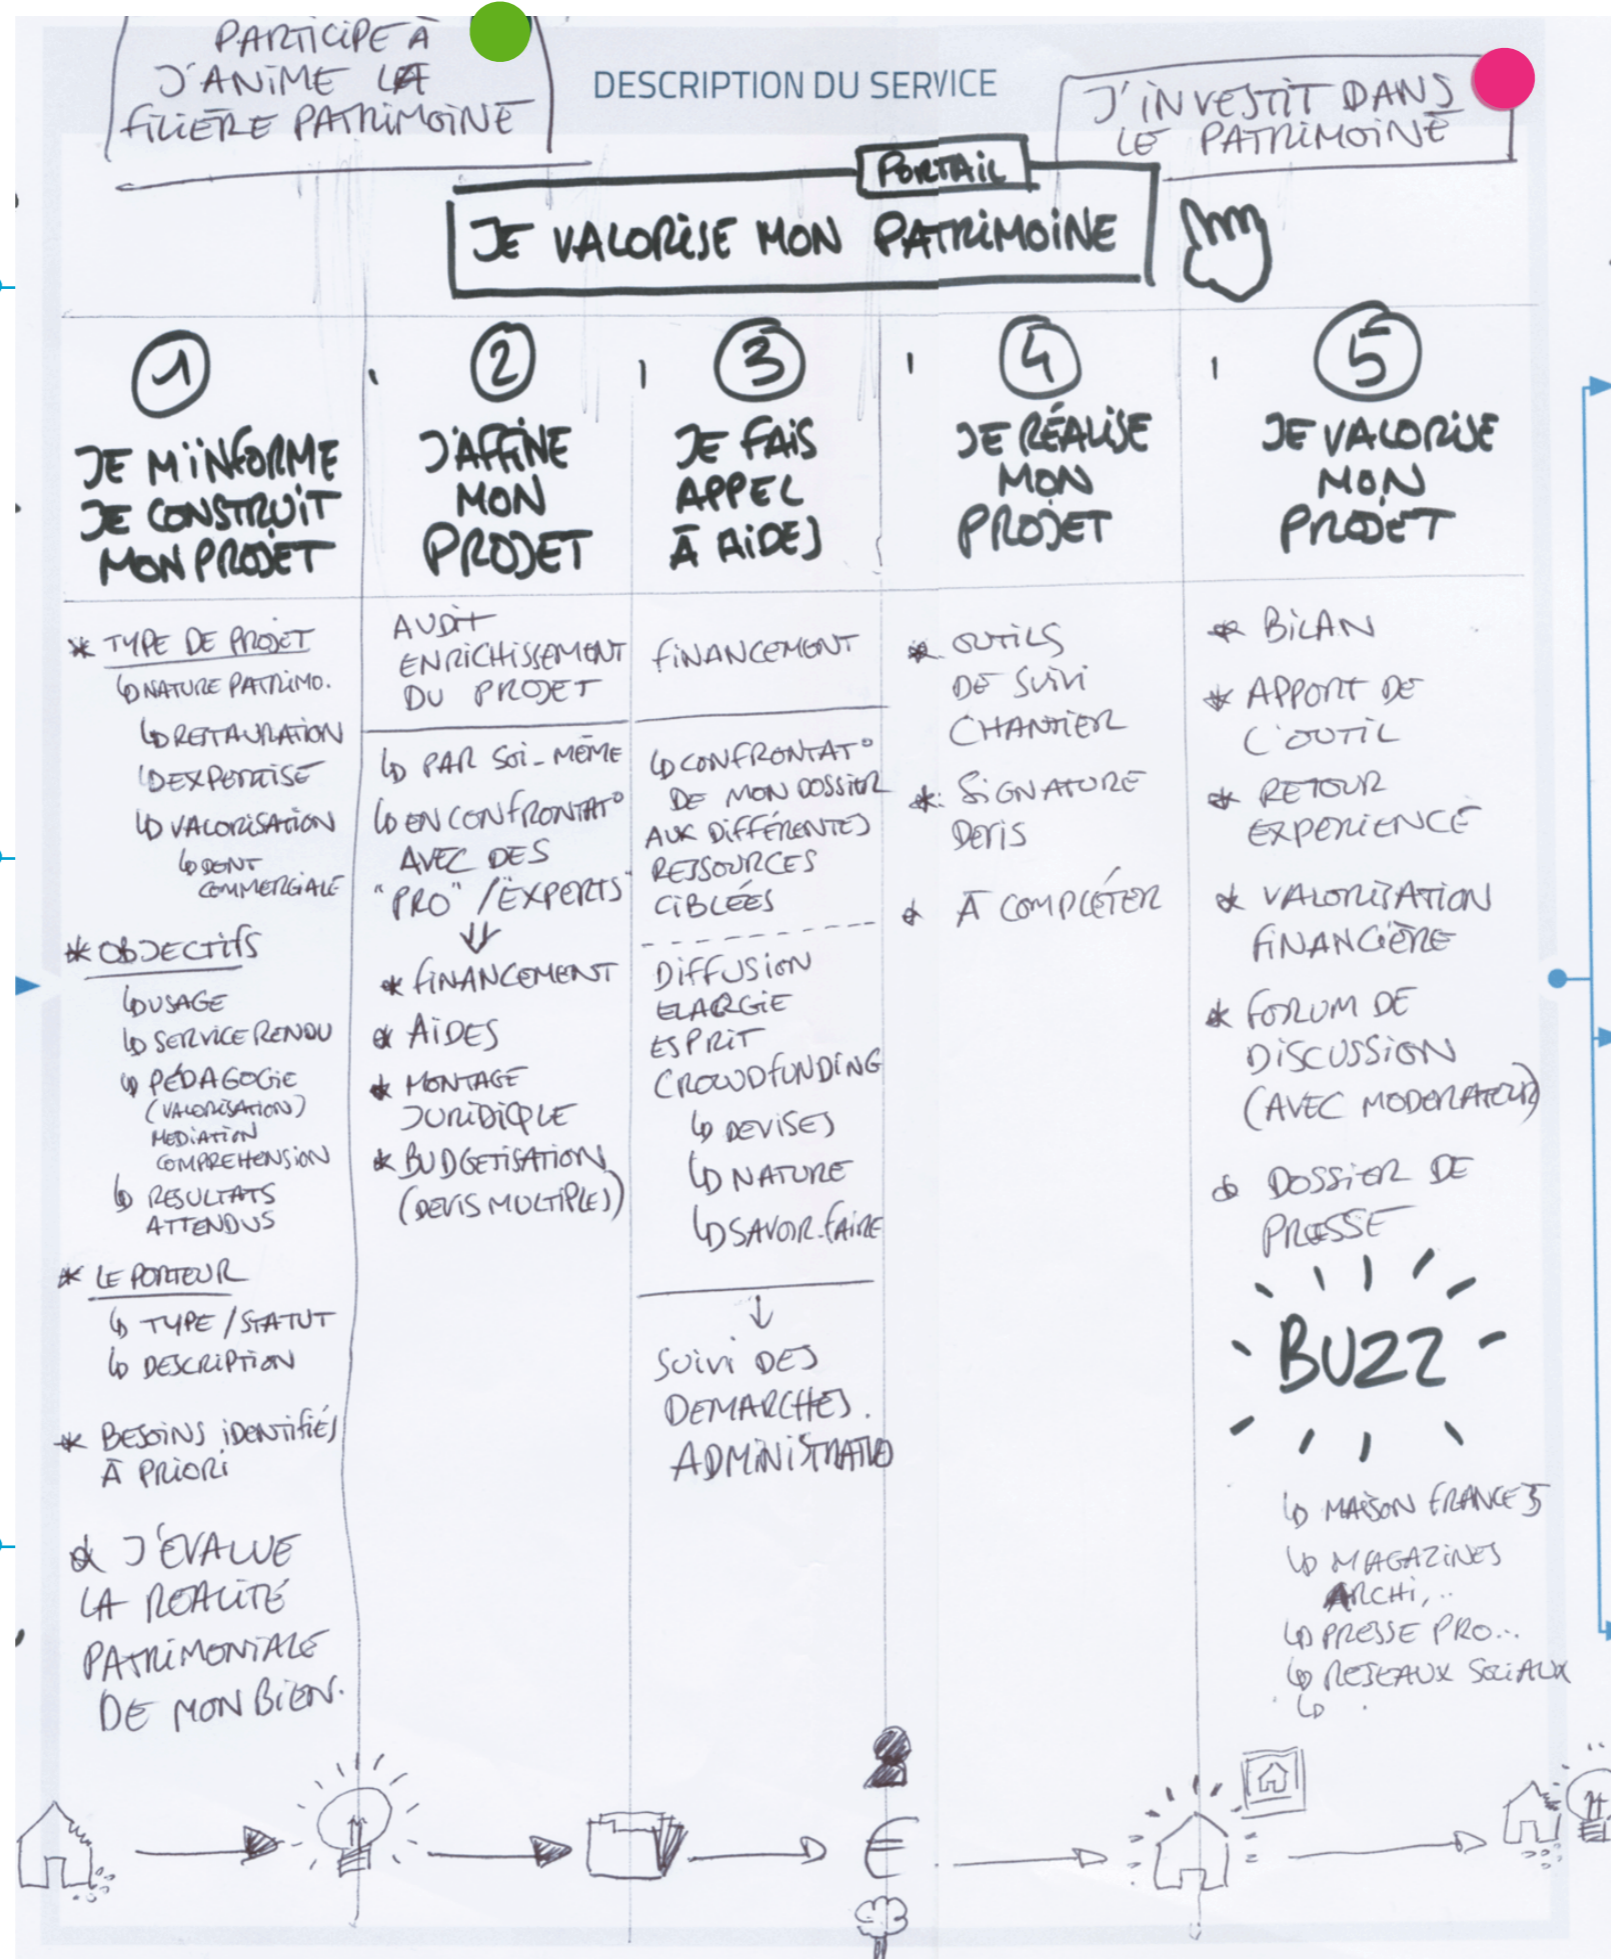 PARTICIPE À
J'ANIME LA
FILIÈRE PATRIMOINE
DESCRIPTION DU SERVICE
J'INVESTIT DANS
LE PATRIMOINE
PORTAIL
JE VALORISE MON PATRIMOINE
1
JE M'INFORME
JE CONSTRUIT
MON PROJET
* TYPE DE PROJET
↳ NATURE PATRIMO.
↳ RESTAURATION
↳ EXPERTISE
↳ VALORISATION
↳ DONT
COMMERCIALE
* OBJECTIFS
↳ USAGE
↳ SERVICE RENDU
↳ PÉDAGOGIE
(VALORISATION)
MEDIATION
COMPREHENSION
↳ RESULTATS
ATTENDUS
* LE PORTEUR
↳ TYPE / STATUT
↳ DESCRIPTION
* BESOINS IDENTIFIÉS
À PRIORI
* J'ÉVALUE
LA RÉALITÉ
PATRIMONIALE
DE MON BIEN.
2
J'AFFINE
MON
PROJET
AUDIT
ENRICHISSEMENT
DU PROJET
↳ PAR SOI-MÊME
↳ EN CONFRONTAT°
AVEC DES
"PRO" / EXPERTS
* FINANCEMENT
* AIDES
* MONTAGE
JURIDIQUE
* BUDGETISATION
(DEVIS MULTIPLES)
3
JE FAIS
APPEL
À AIDES
FINANCEMENT
↳ CONFRONTAT°
DE MON DOSSIER
AUX DIFFÉRENTES
RESSOURCES
CIBLÉES
DIFFUSION
ELARGIE
ESPRIT
CROWDFUNDING
↳ DEVISES
↳ NATURE
↳ SAVOIR-FAIRE
SUIVI DES
DEMARCHES.
€
4
JE RÉALISE
MON
PROJET
* OUTILS
DE SUIVI
CHANTIER
* SIGNATURE
DEVIS
* À COMPLÉTER
5
JE VALORISE
MON
PROJET
* BILAN
* APPORT DE
L'OUTIL
* RETOUR
EXPERIENCE
* VALORISATION
FINANCIÈRE
* FORUM DE
DISCUSSION
(AVEC MODERATEUR)
* DOSSIER DE
PRESSE
BUZZ
↳ MAISON FRANCE 5
↳ MAGAZINES
ARCHI,..
↳ PRESSE PRO...
↳ RESEAUX SOCIAUX
↳ .